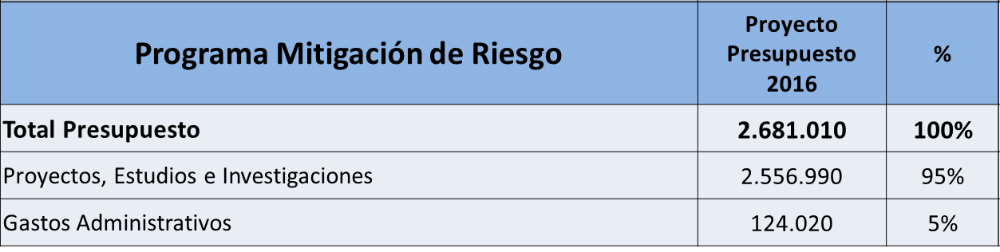 Programa Mitigación de Riesgo
Proyecto
Presupuesto
2016
%
Total Presupuesto 2.681.010 100%
Proyectos, Estudios e Investigaciones 2.556.990 95%
Gastos Administrativos 124.020 5%